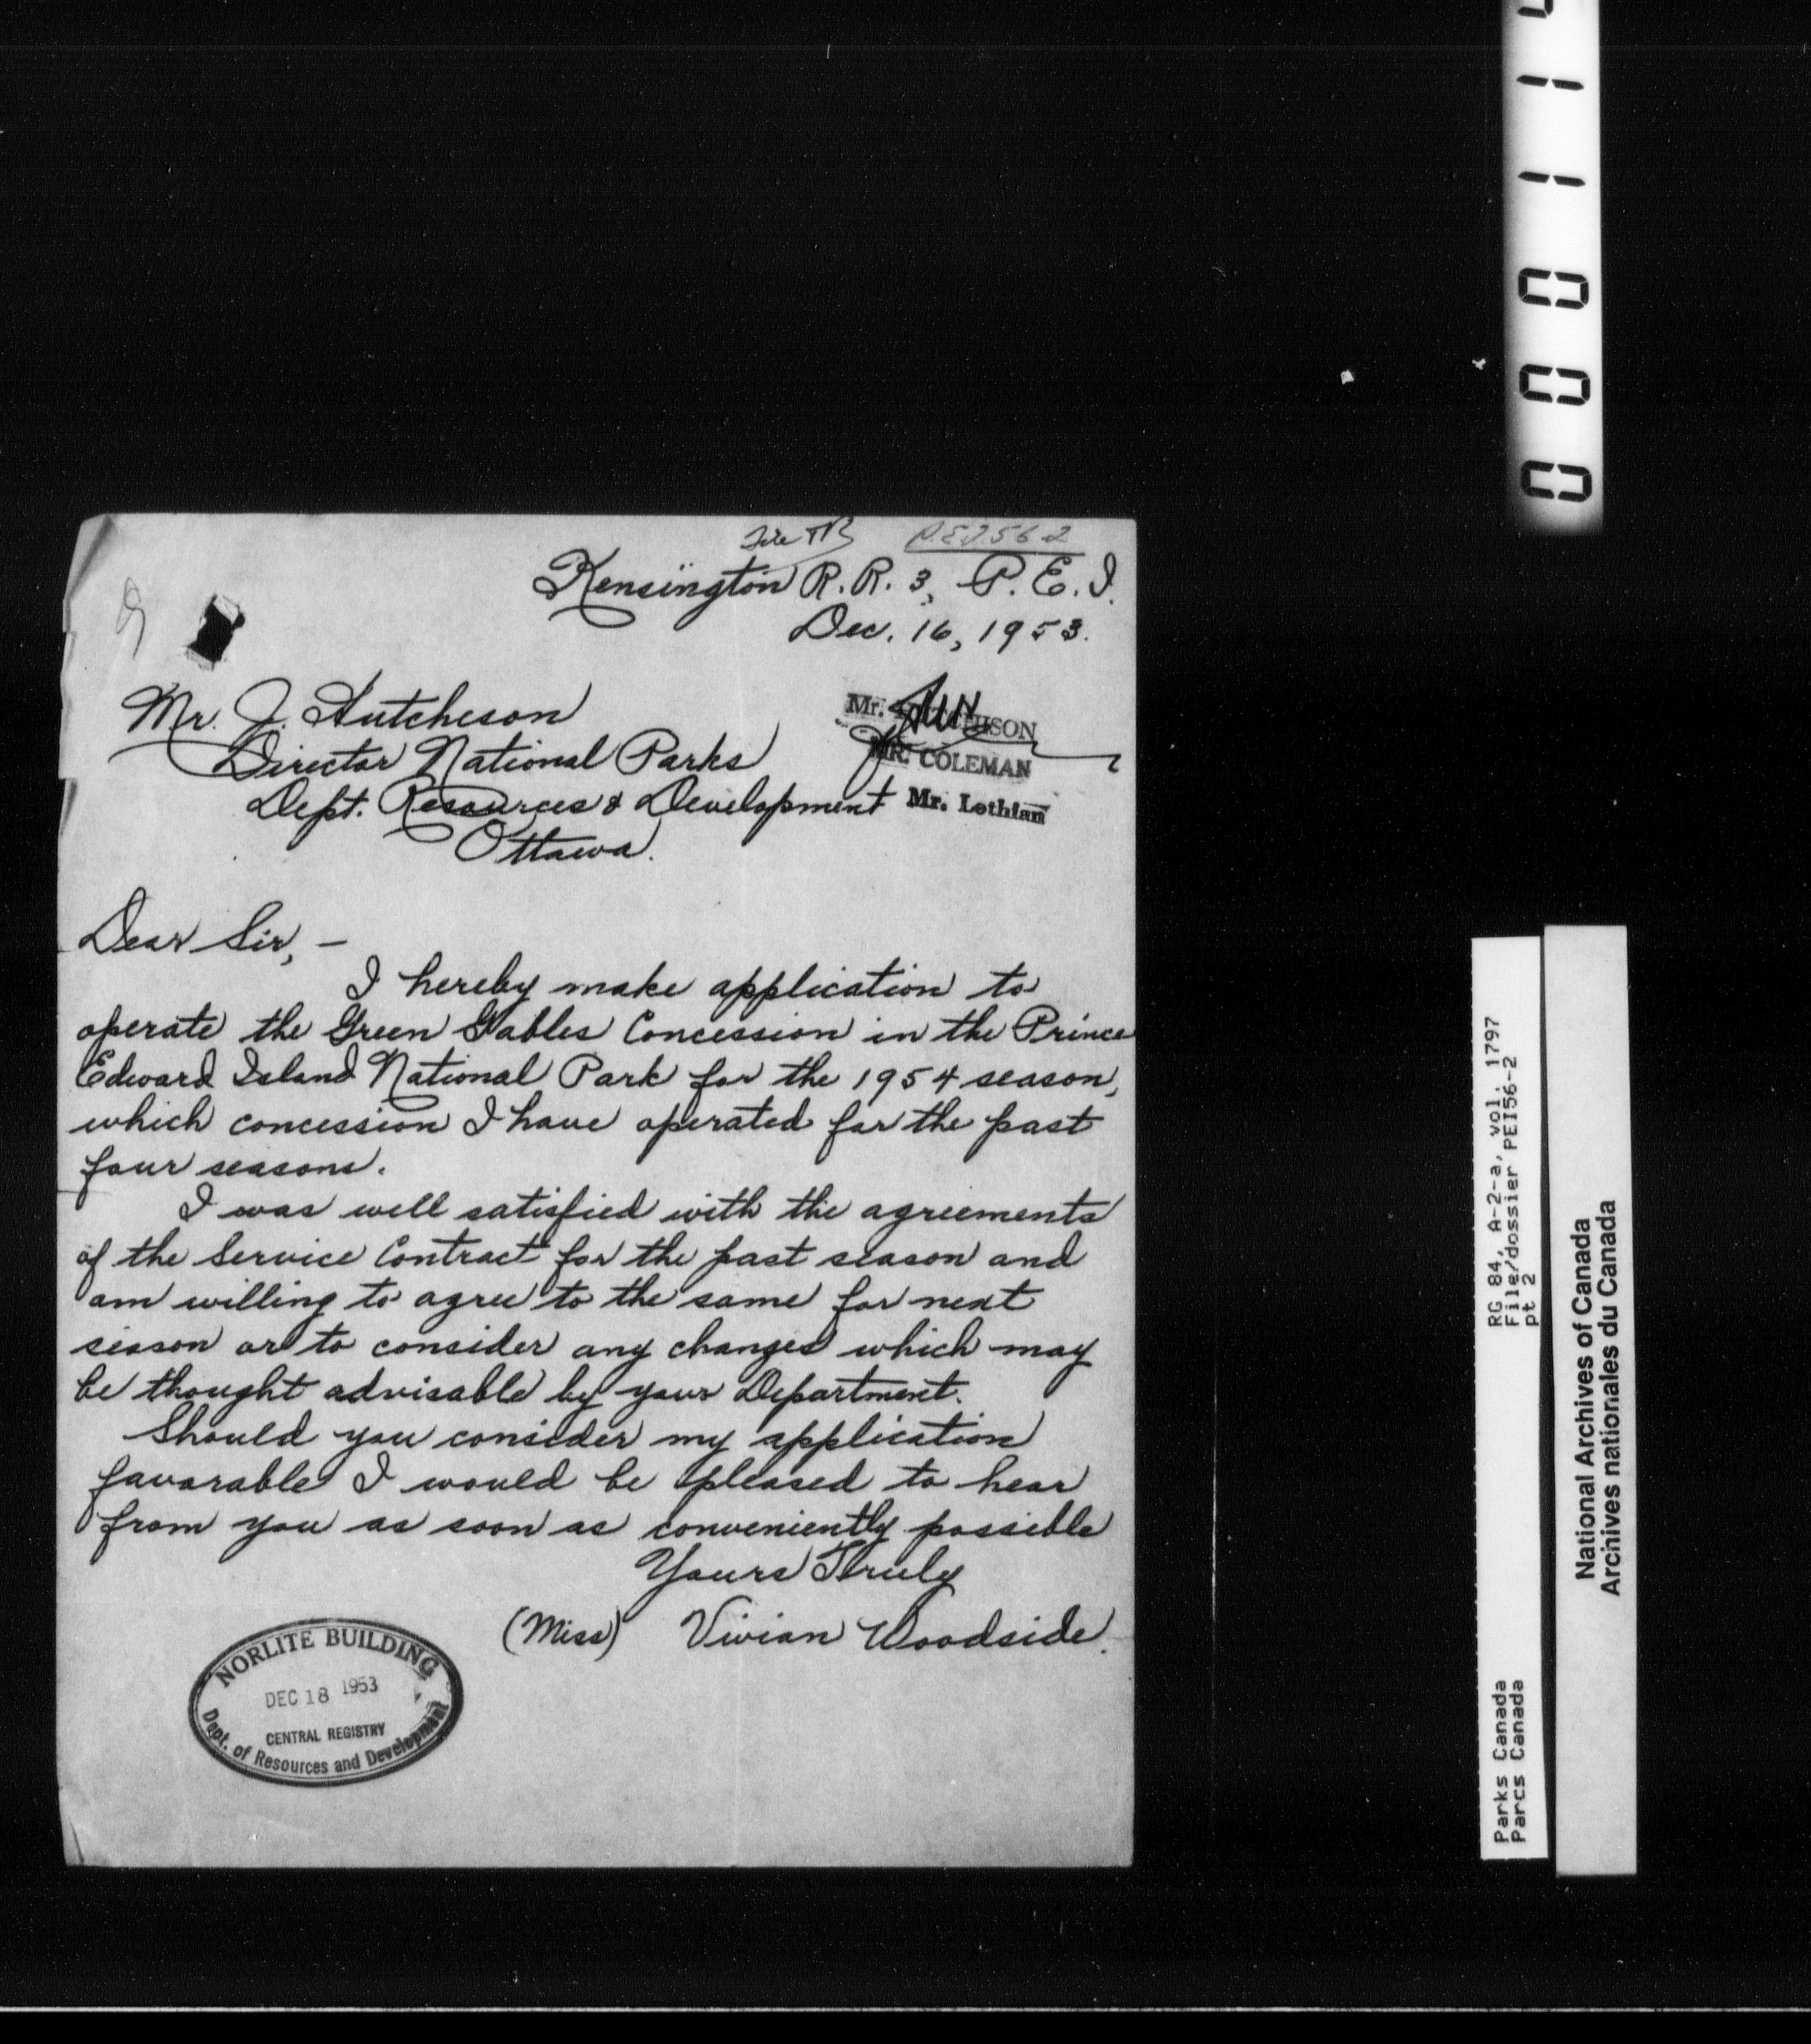 File
P.E.I.56-2
Kensington R.R. 3, P.E.I.
Dec. 16, 1953.
Mr. J. Hutcheson
Director National Parks
Dept. Resources & Development
Ottawa.
Mr. HUTCHISON
MR. COLEMAN
Mr. Lothian
Dear Sir, –
I hereby make application to
operate the Green Gables Concession in the Prince
Edward Island National Park for the 1954 season,
which concession I have operated for the past
four seasons.
I was well satisfied with the agreements
of the Service Contract for the past season and
am willing to agree to the same for next
season or to consider any changes which may
be thought advisable by your Department.
Should you consider my application
favorable I would be pleased to hear
from you as soon as conveniently possible
Yours Truly
(Miss) Vivian Woodside.
NORLITE BUILDING
DEC 18 1953
CENTRAL REGISTRY
Dept. of Resources and Development
00011
Parks Canada RG 84, A-2-a, vol. 1797
Parcs Canada File/dossier PEI56-2
pt 2
National Archives of Canada
Archives nationales du Canada